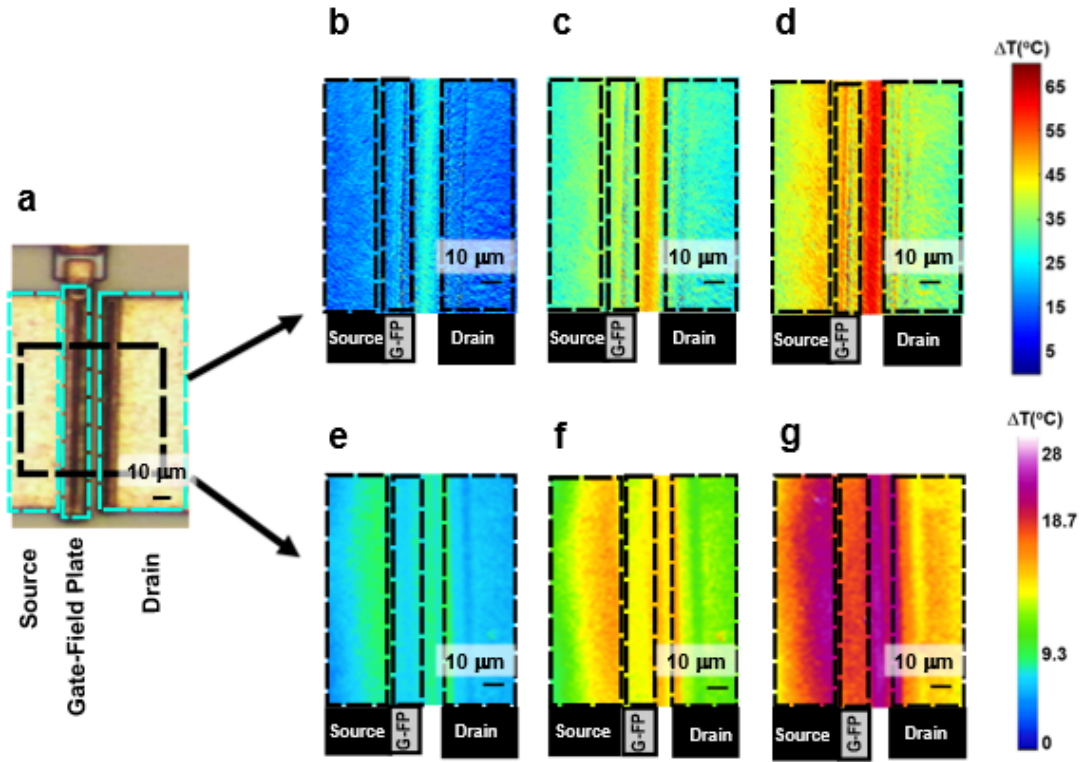 a
10 µm
Source
Gate-Field Plate
Drain
b
c
d
ΔT(ºC)
65
55
45
35
25
15
5
10 µm
10 µm
10 µm
Source
G-FP
Drain
Source
G-FP
Drain
Source
G-FP
Drain
e
f
g
ΔT(ºC)
28
18.7
9.3
0
10 µm
10 µm
10 µm
Source
G-FP
Drain
Source
G-FP
Drain
Source
G-FP
Drain